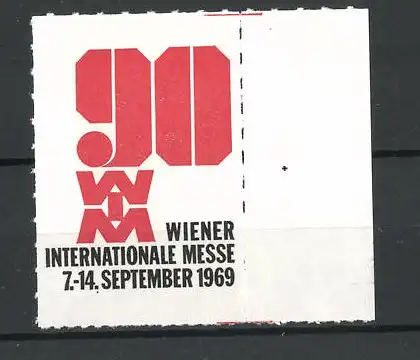 90
WIM
WIENER
INTERNATIONALE MESSE
7.-14. SEPTEMBER 1969